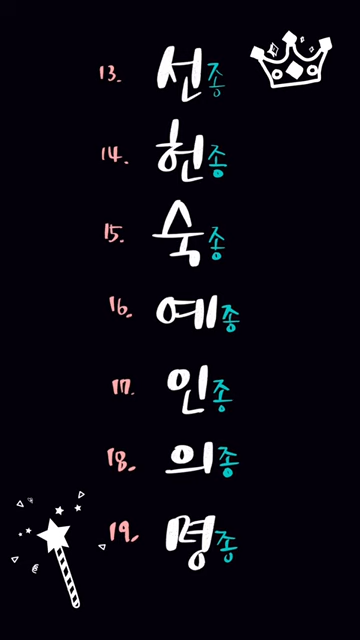 13. 선종
14. 헌종
15. 숙종
16. 예종
17. 인종
18. 의종
19. 명종